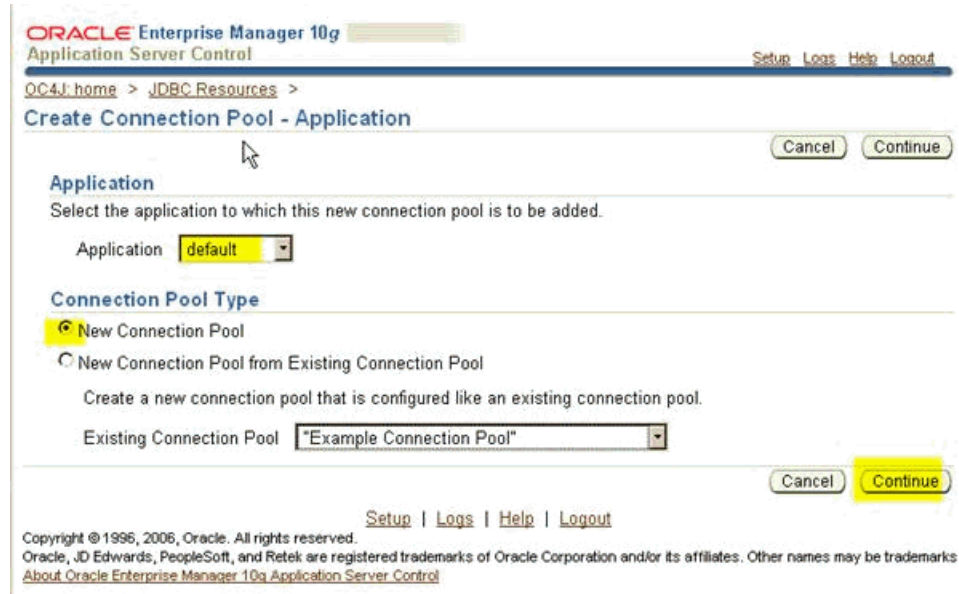 ORACLE Enterprise Manager 10g
Application Server Control
Setup Logs Help Logout
OC4J: home > JDBC Resources >
Create Connection Pool - Application
Cancel Continue
Application
Select the application to which this new connection pool is to be added.
Application default
Connection Pool Type
New Connection Pool
New Connection Pool from Existing Connection Pool
Create a new connection pool that is configured like an existing connection pool.
Existing Connection Pool "Example Connection Pool"
Cancel Continue
Setup | Logs | Help | Logout
Copyright © 1996, 2006, Oracle. All rights reserved.
Oracle, JD Edwards, PeopleSoft, and Retek are registered trademarks of Oracle Corporation and/or its affiliates. Other names may be trademarks
About Oracle Enterprise Manager 10g Application Server Control